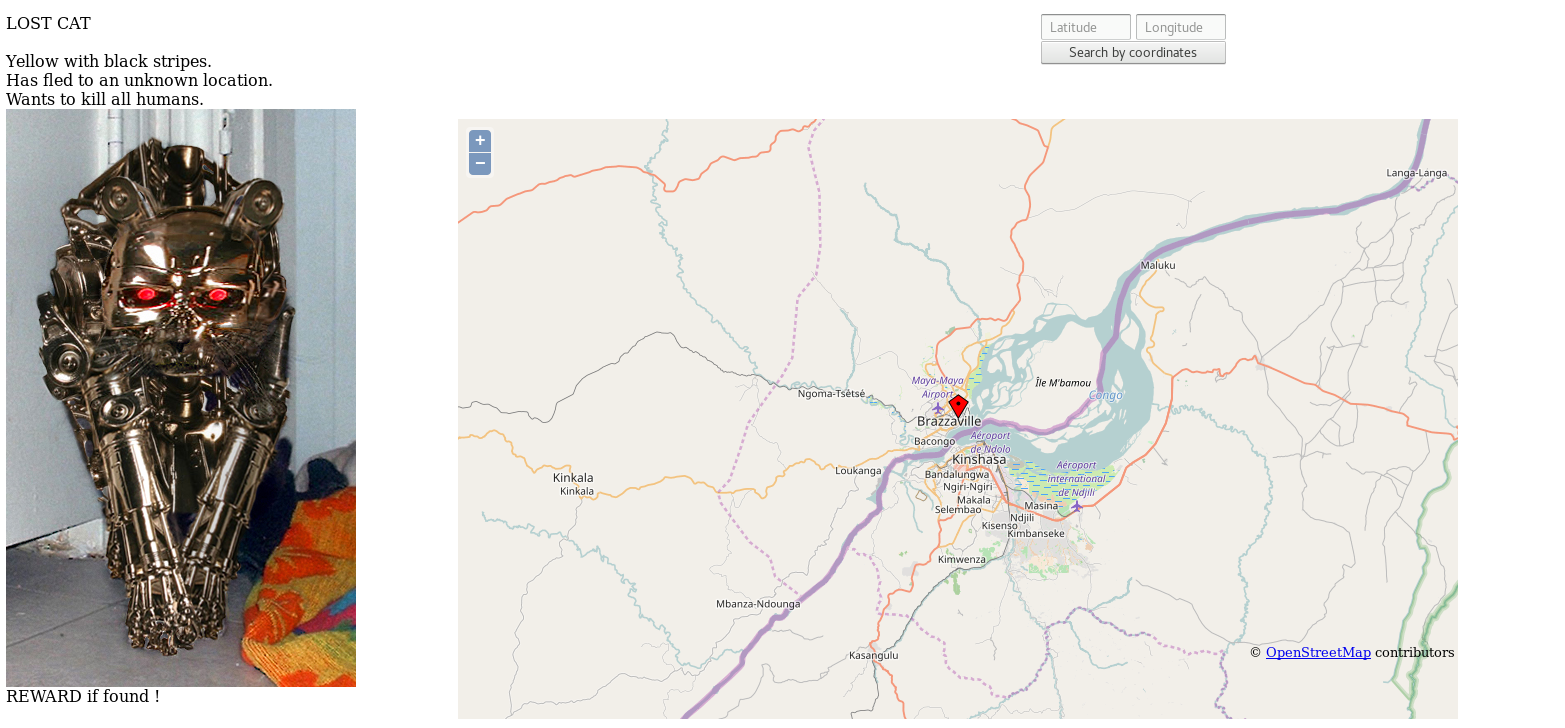 LOST CAT
Latitude
Longitude
Search by coordinates
Yellow with black stripes.
Has fled to an unknown location.
Wants to kill all humans.
+
−
Langa-Langa
Maluku
Maya-Maya
Airport
Île M'bamou
Ngoma-Tsétsé
Congo
Brazzaville
Bacongo
Aéroport
de Ndolo
Kinshasa
Loukanga
Bandalungwa
Aéroport
international
de Ndjili
Kinkala
Kinkala
Ngiri-Ngiri
Makala
Selembao
Masina
Ndjili
Kisenso
Kimbanseke
Kimwenza
Mbanza-Ndounga
Kasangulu
© OpenStreetMap contributors
REWARD if found !